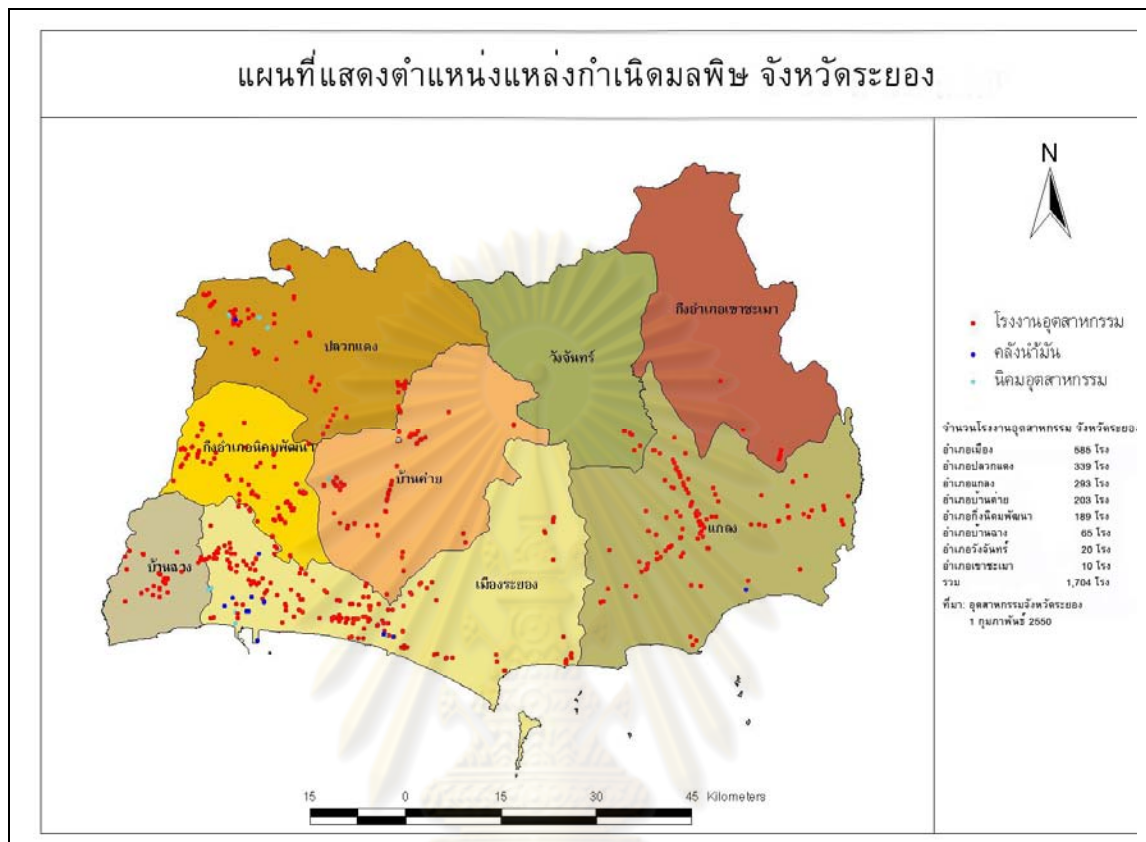 แผนที่แสดงตำแหน่งแหล่งกำเนิดมลพิษ จังหวัดระยอง
N
กึ่งอำเภอเขาชะเมา
ปลวกแดง
วังจันทร์
กึ่งอำเภอนิคมพัฒนา
บ้านค่าย
แกลง
บ้านฉาง
เมืองระยอง
โรงงานอุตสาหกรรม
คลังน้ำมัน
นิคมอุตสาหกรรม
จำนวนโรงงานอุตสาหกรรม จังหวัดระยอง
อำเภอเมือง 585 โรง
อำเภอปลวกแดง 339 โรง
อำเภอแกลง 293 โรง
อำเภอบ้านค่าย 203 โรง
อำเภอกิ่งนิคมพัฒนา 189 โรง
อำเภอบ้านฉาง 65 โรง
อำเภอวังจันทร์ 20 โรง
อำเภอเขาชะเมา 10 โรง
รวม 1,704 โรง
ที่มา: อุตสาหกรรมจังหวัดระยอง
1 กุมภาพันธ์ 2550
15 0 15 30 45 Kilometers